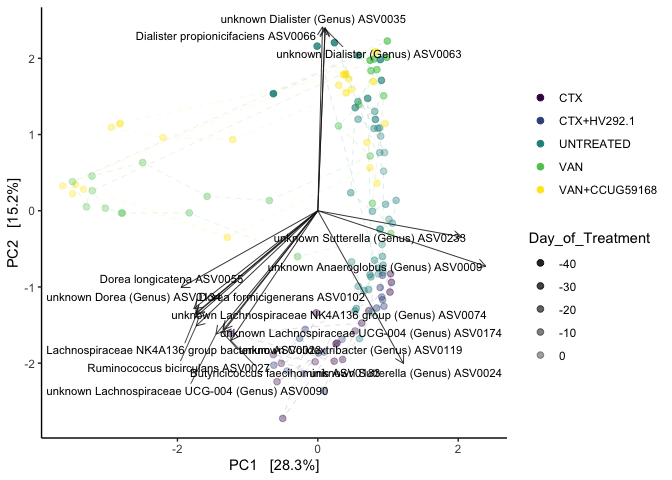 unknown Dialister (Genus) ASV0035
Dialister propionicifaciens ASV0066
unknown Dialister (Genus) ASV0063
unknown Sutterella (Genus) ASV0233
unknown Anaeroglobus (Genus) ASV0009
Dorea longicatena ASV0055
unknown Dorea (Genus)
Dorea formicigenerans ASV0102
unknown Lachnospiraceae NK4A136 group (Genus) ASV0074
unknown Lachnospiraceae UCG-004 (Genus) ASV0174
Lachnospiraceae NK4A136 group
(Genus) ASV0119
Ruminococcus bicirculans ASV0027
Butyricicoccus faecihominis
(Genus) ASV0024
unknown Lachnospiraceae UCG-004 (Genus) ASV0090
2
1
0
-1
-2
-2
0
2
PC1 [28.3%]
PC2 [15.2%]
CTX
CTX+HV292.1
UNTREATED
VAN
VAN+CCUG59168
Day_of_Treatment
-40
-30
-20
-10
0